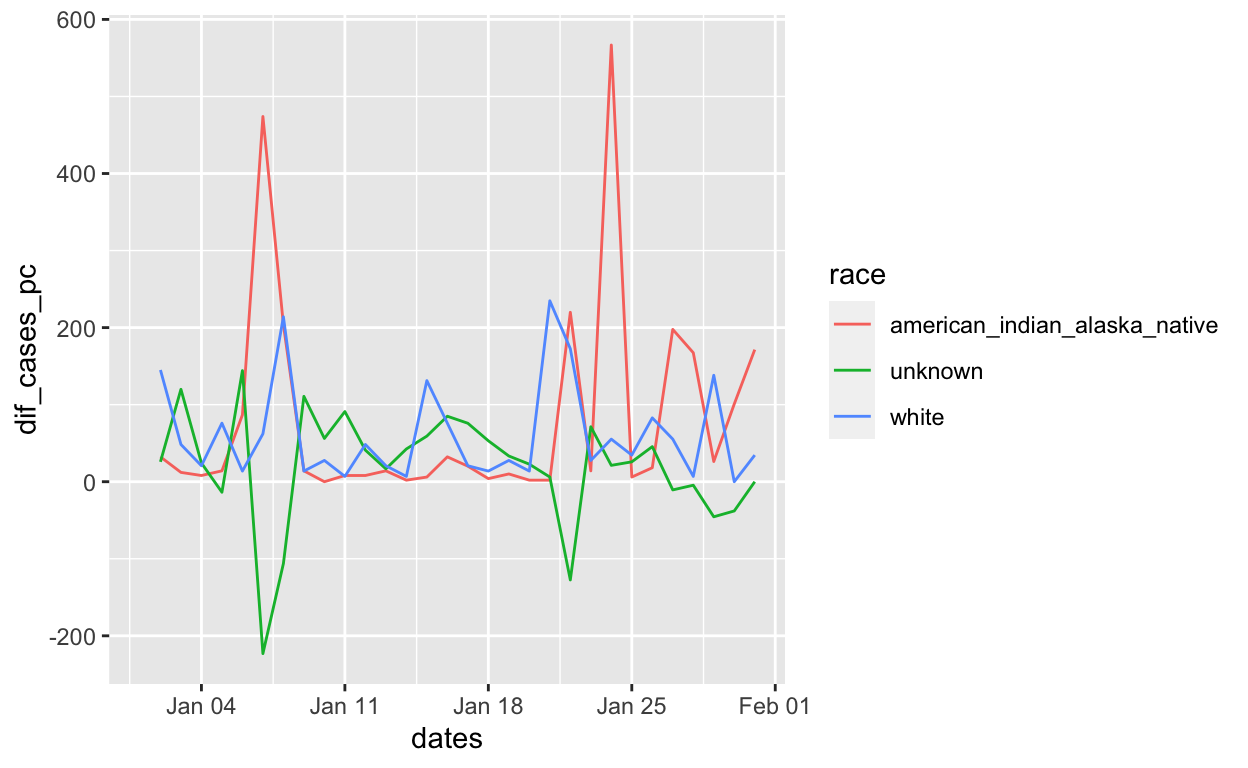 600
400
200
0
-200
dif_cases_pc
Jan 04
Jan 11
Jan 18
Jan 25
Feb 01
dates
race
american_indian_alaska_native
unknown
white